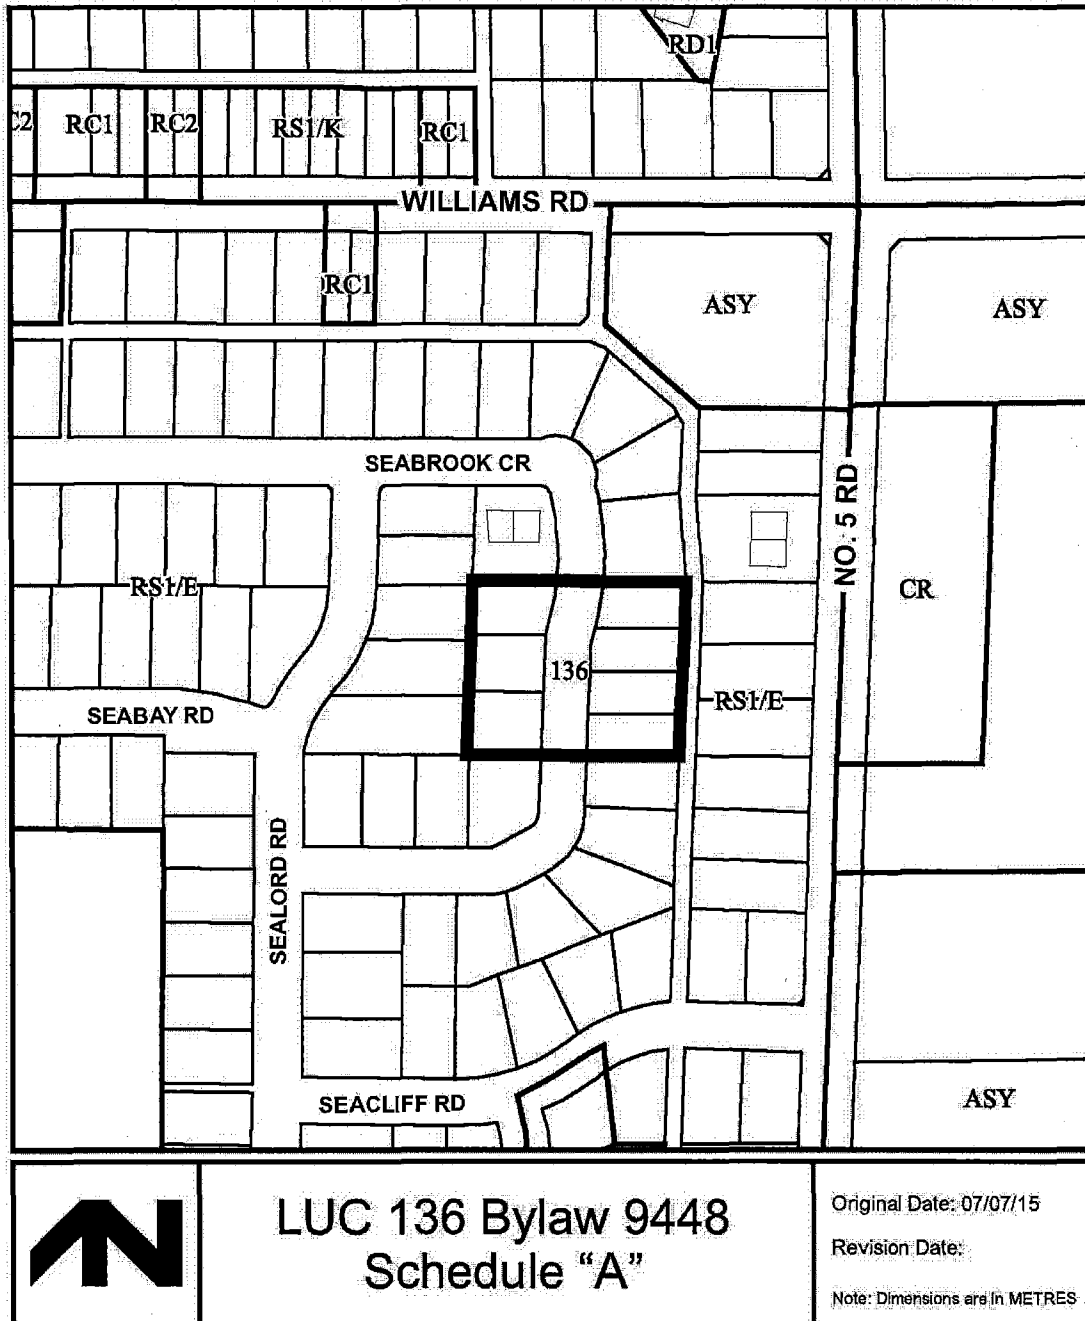 RD1
C2 RC1 RC2 RS1/K RC1
WILLIAMS RD
RC1
ASY
ASY
SEABROOK CR
NO. 5 RD
RS1/E
CR
136
RS1/E
SEABAY RD
SEALORD RD
SEACLIFF RD
ASY
LUC 136 Bylaw 9448
Schedule “A”
Original Date: 07/07/15
Revision Date:
Note: Dimensions are in METRES